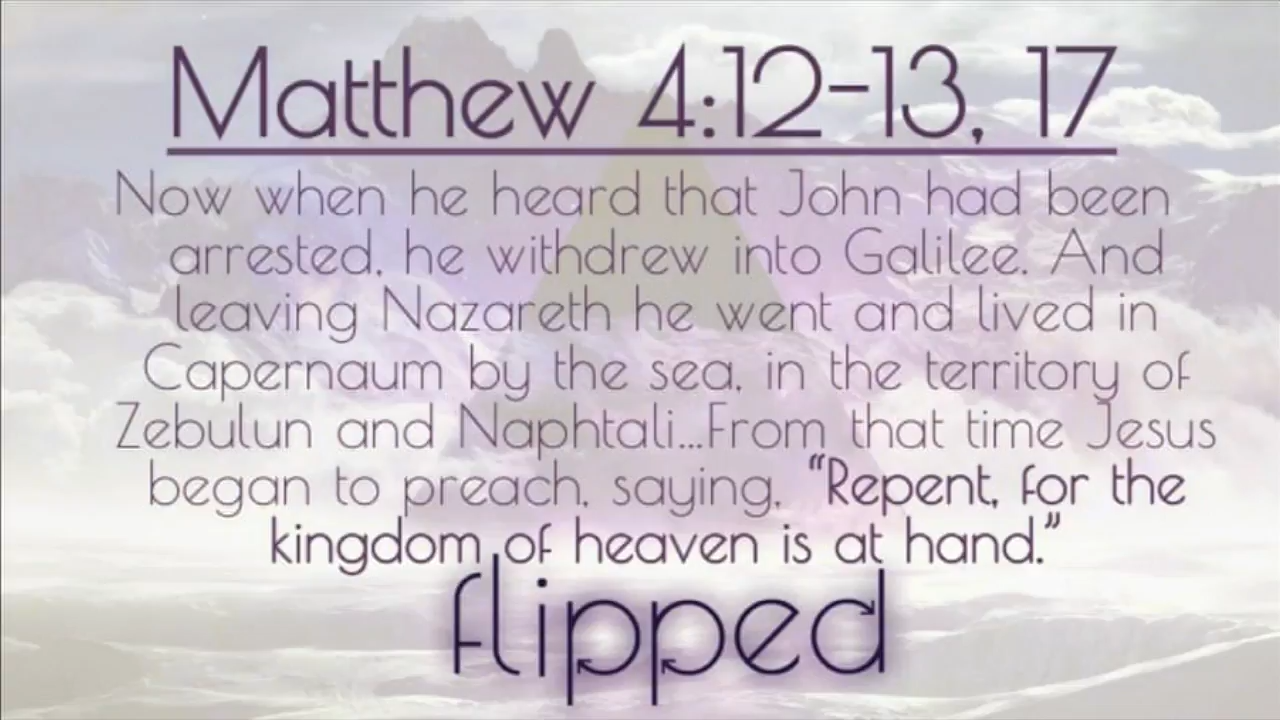 Matthew 4:12-13, 17
Now when he heard that John had been
arrested, he withdrew into Galilee. And
leaving Nazareth he went and lived in
Capernaum by the sea, in the territory of
Zebulun and Naphtali...From that time Jesus
began to preach, saying, “Repent, for the
kingdom of heaven is at hand.”
flipped